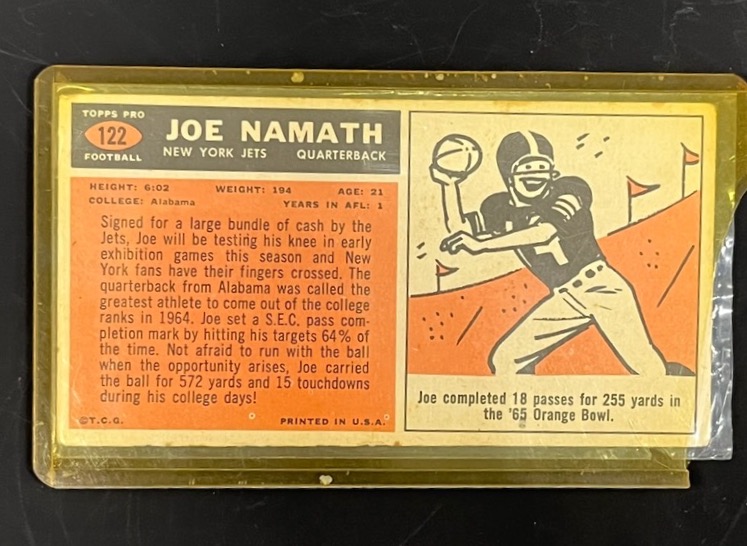 TOPPS PRO
122
FOOTBALL
JOE NAMATH
NEW YORK JETS QUARTERBACK
HEIGHT: 6:02 WEIGHT: 194 AGE: 21
COLLEGE: Alabama YEARS IN AFL: 1
Signed for a large bundle of cash by the
Jets, Joe will be testing his knee in early
exhibition games this season and New
York fans have their fingers crossed. The
quarterback from Alabama was called the
greatest athlete to come out of the college
ranks in 1964. Joe set a S.E.C. pass com-
pletion mark by hitting his targets 64% of
the time. Not afraid to run with the ball
when the opportunity arises, Joe carried
the ball for 572 yards and 15 touchdowns
during his college days!
©T.C.G. PRINTED IN U.S.A.
Joe completed 18 passes for 255 yards in
the '65 Orange Bowl.